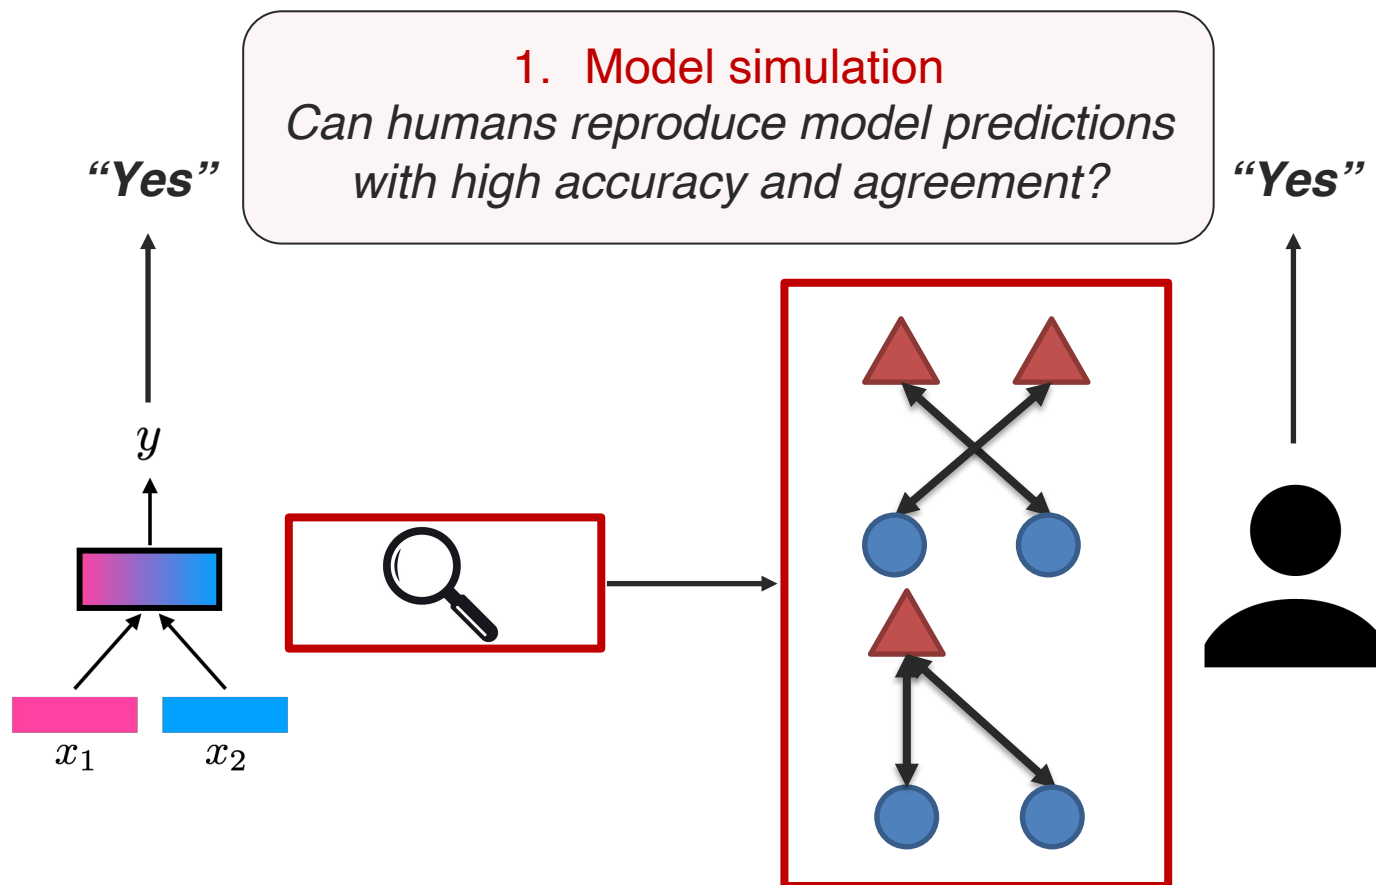 1. Model simulation
Can humans reproduce model predictions
with high accuracy and agreement?
“Yes”
“Yes”
y
x₁
x₂